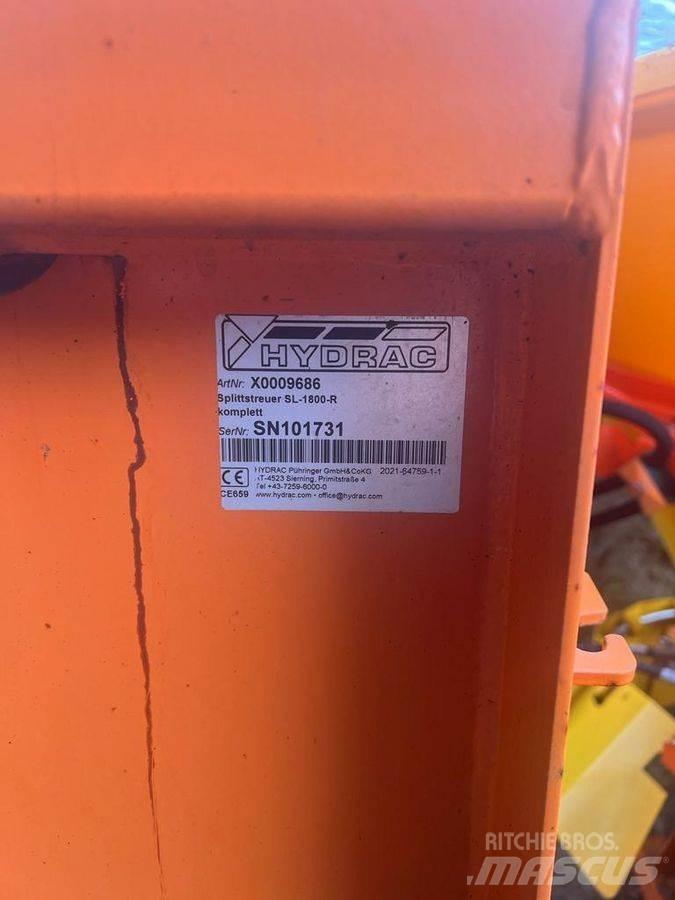 HYDRAC
ArtNr: X0009686
Splittstreuer SL-1800-R
komplett
SerNr: SN101731
CE HYDRAC Pühringer GmbH&CoKG 2021-64759-1-1
AT-4523 Sierning, Primitstraße 4
Tel +43-7259-6000-0
CE659 www.hydrac.com • office@hydrac.com
RITCHIE BROS.
MASCUS